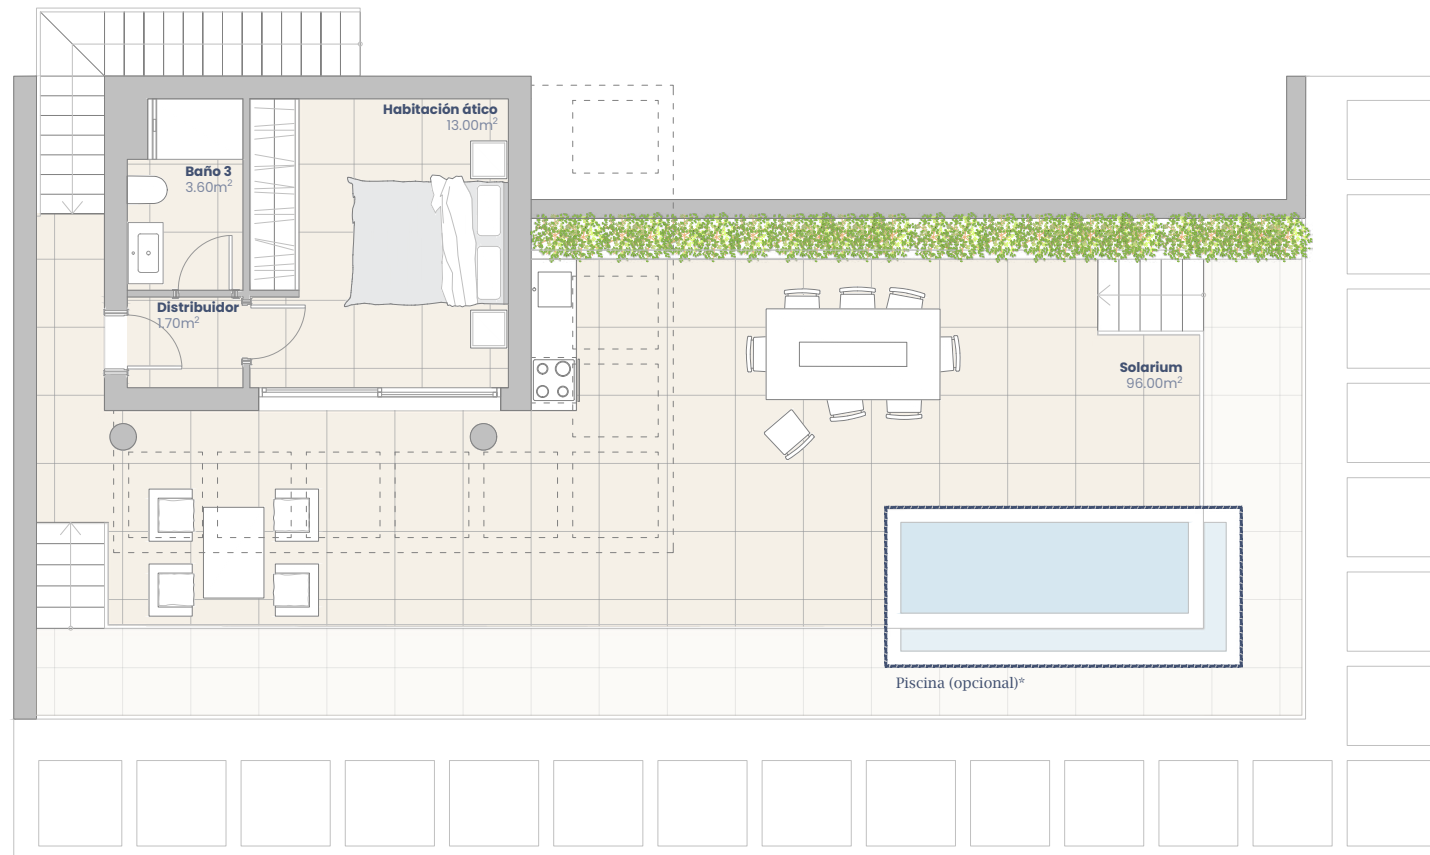 Habitación ático
13.00m²
Baño 3
3.60m²
Distribuidor
1.70m²
Solarium
96.00m²
Piscina (opcional)*